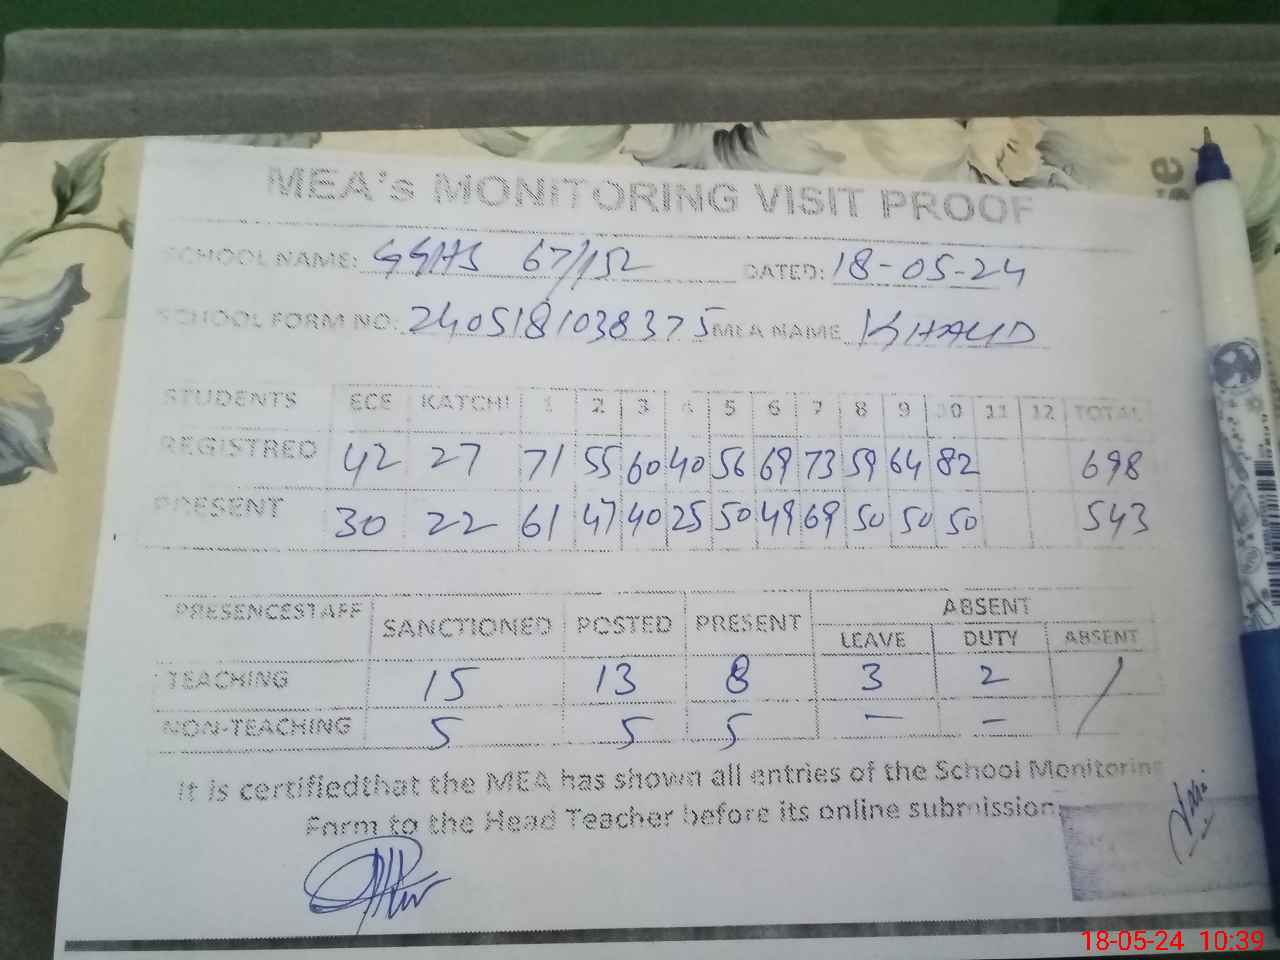 MEA's MONITORING VISIT PROOF
SCHOOL NAME: GGHS 67/152 DATED: 18-05-24
SCHOOL FORM NO: 2405181038375 MEA NAME KHALID
STUDENTS ECE KATCHI 1 2 3 4 5 6 7 8 9 10 11 12 TOTAL
REGISTRED 42 27 71 55 60 40 56 69 73 59 64 82 698
PRESENT 30 22 61 47 40 25 50 49 69 50 50 50 543
PRESENCESTAFF SANCTIONED POSTED PRESENT ABSENT
LEAVE DUTY ABSENT
TEACHING 15 13 8 3 2 /
NON-TEACHING 5 5 5 — —
It is certifiedthat the MEA has shown all entries of the School Monitoring
Form to the Head Teacher before its online submission.
18-05-24 10:39